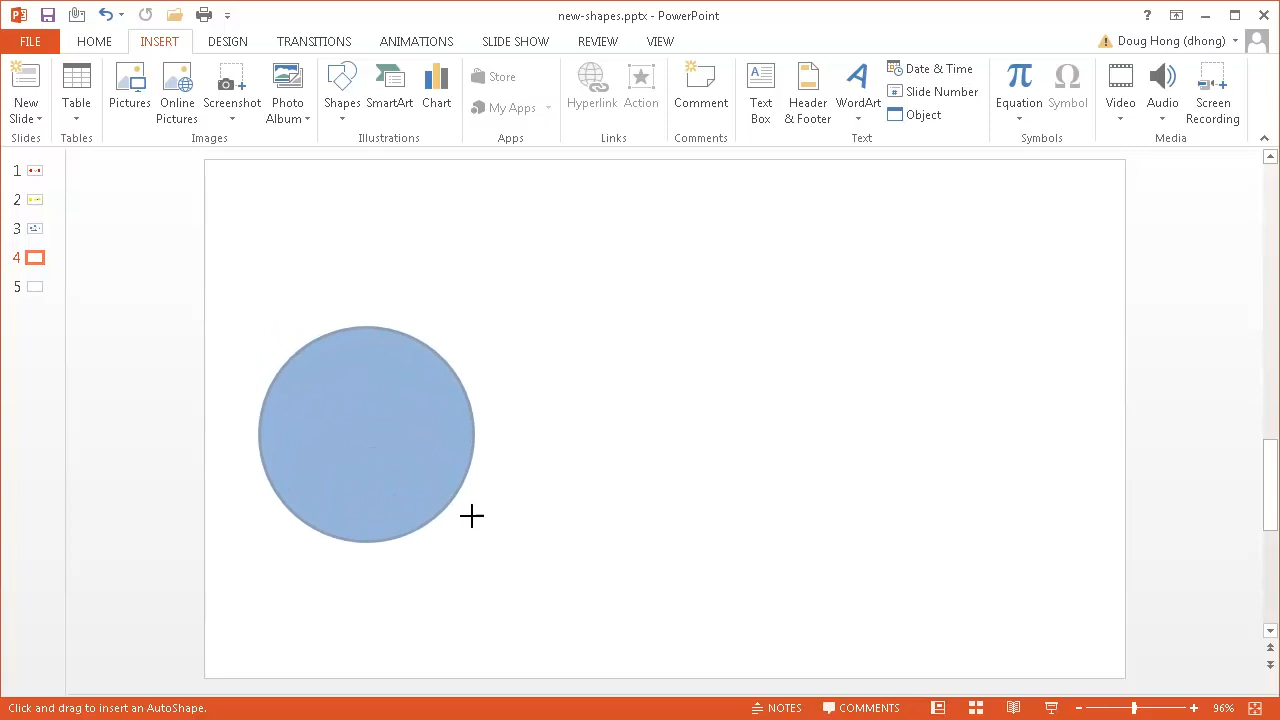 new-shapes.pptx - PowerPoint
FILE HOME INSERT DESIGN TRANSITIONS ANIMATIONS SLIDE SHOW REVIEW VIEW Doug Hong (dhong)
New Slide
Table
Pictures
Online Pictures
Screenshot
Photo Album
Shapes
SmartArt
Chart
Store
My Apps
Hyperlink
Action
Comment
Text Box
Header & Footer
WordArt
Date & Time
Slide Number
Object
Equation
Symbol
Video
Audio
Screen Recording
Slides Tables Images Illustrations Apps Links Comments Text Symbols Media
1
2
3
4
5
Click and drag to insert an AutoShape. NOTES COMMENTS 96%